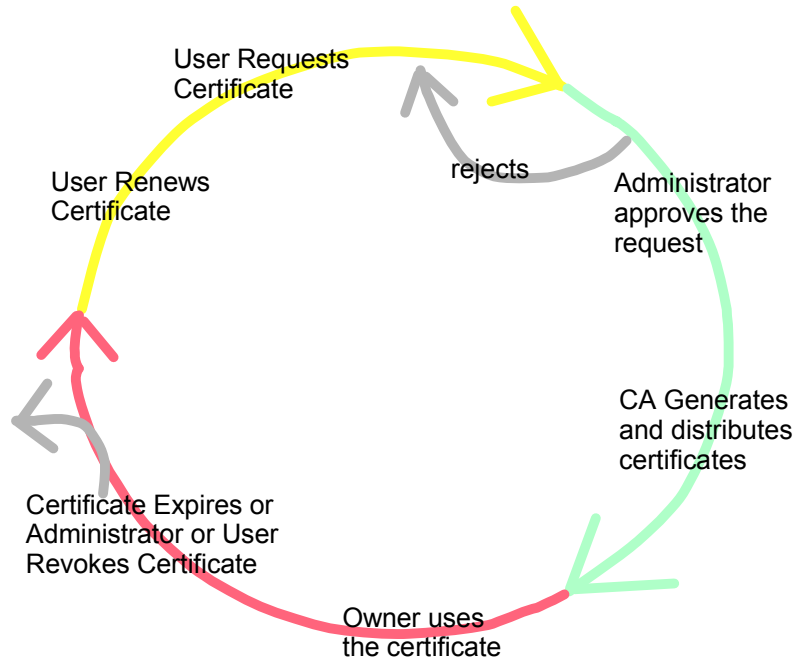 User Requests
Certificate
rejects
Administrator
approves the
request
CA Generates
and distributes
certificates
Owner uses
the certificate
Certificate Expires or
Administrator or User
Revokes Certificate
User Renews
Certificate